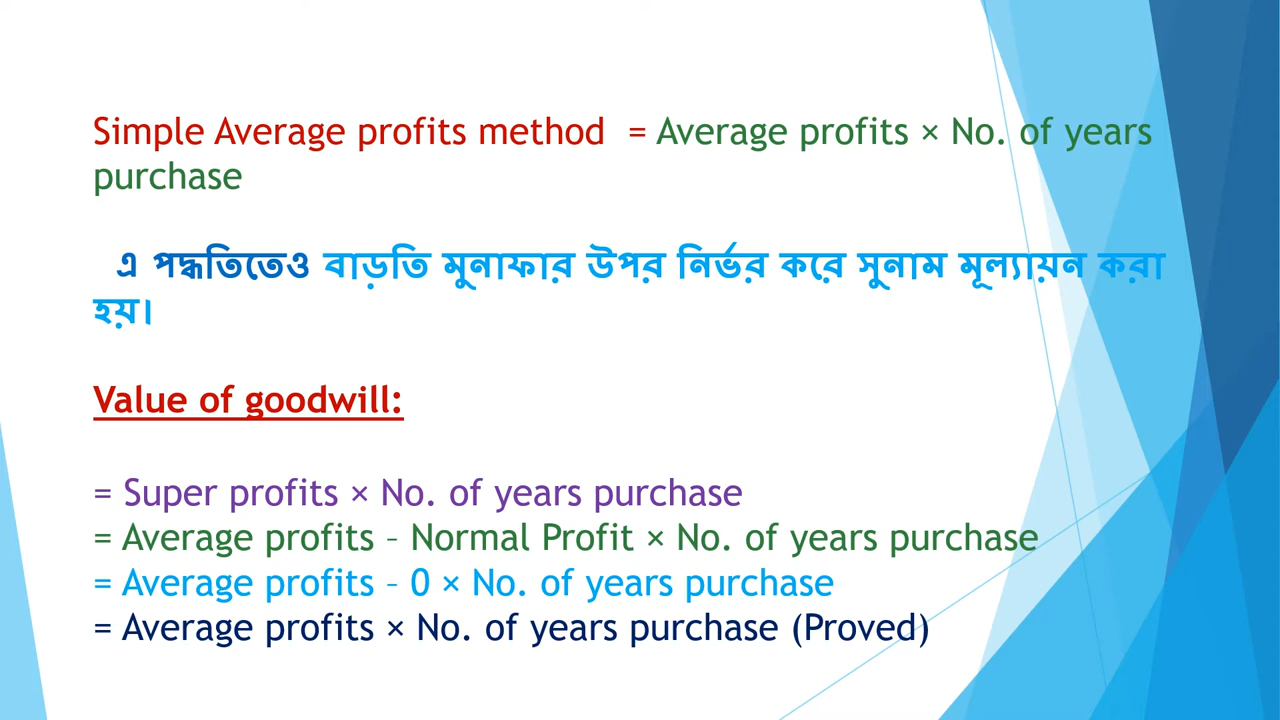 Simple Average profits method = Average profits × No. of years
purchase
এ পদ্ধতিতেও বাড়তি মুনাফার উপর নির্ভর করে সুনাম মূল্যায়ন করা
হয়।
Value of goodwill:
= Super profits × No. of years purchase
= Average profits – Normal Profit × No. of years purchase
= Average profits – 0 × No. of years purchase
= Average profits × No. of years purchase (Proved)